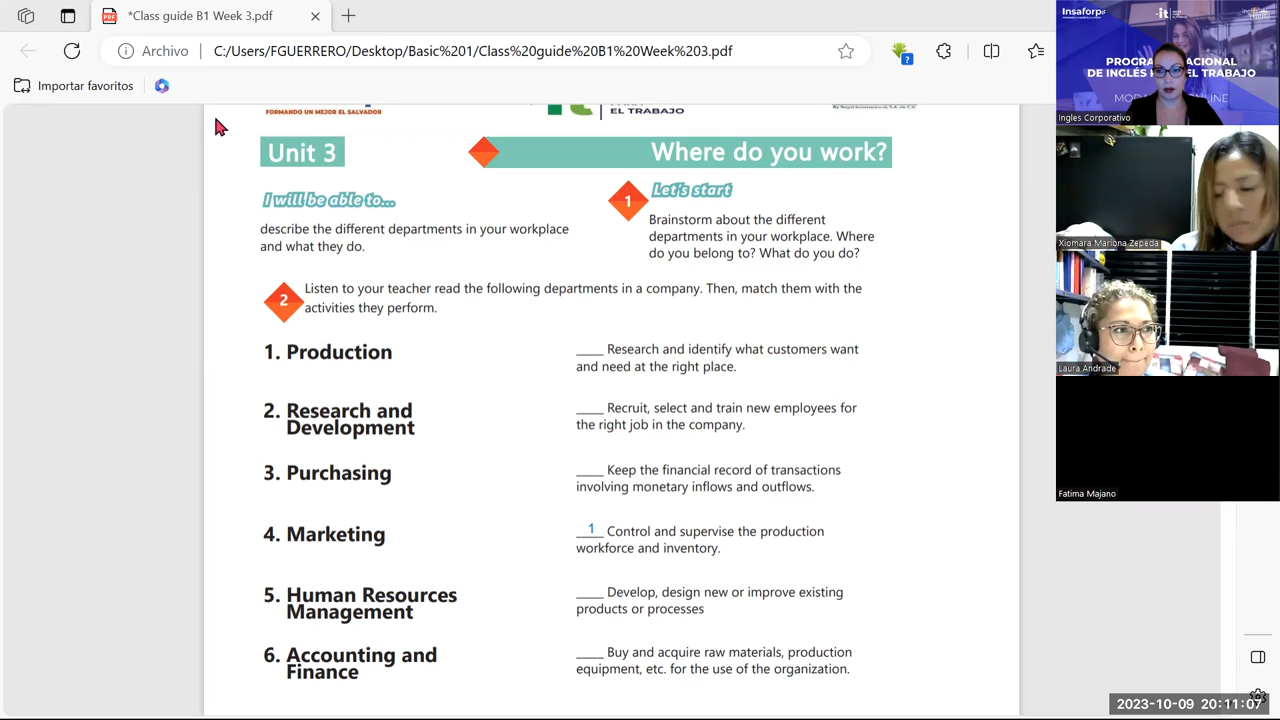 *Class guide B1 Week 3.pdf
Archivo
C:/Users/FGUERRERO/Desktop/Basic%201/Class%20guide%20B1%20Week%203.pdf
Importar favoritos
FORMANDO UN MEJOR EL SALVADOR
EL TRABAJO
Unit 3
Where do you work?
I will be able to...
describe the different departments in your workplace
and what they do.
1
Let's start
Brainstorm about the different
departments in your workplace. Where
do you belong to? What do you do?
2
Listen to your teacher read the following departments in a company. Then, match them with the
activities they perform.
1. Production
____ Research and identify what customers want
and need at the right place.
2. Research and
Development
____ Recruit, select and train new employees for
the right job in the company.
3. Purchasing
____ Keep the financial record of transactions
involving monetary inflows and outflows.
4. Marketing
__1__ Control and supervise the production
workforce and inventory.
5. Human Resources
Management
____ Develop, design new or improve existing
products or processes
6. Accounting and
Finance
____ Buy and acquire raw materials, production
equipment, etc. for the use of the organization.
Insaforp
it
DE INGLÉS
EL TRABAJO
Ingles Corporativo
Xiomara Mariona Zepeda
Laura Andrade
Fatima Majano
2023-10-09 20:11:07